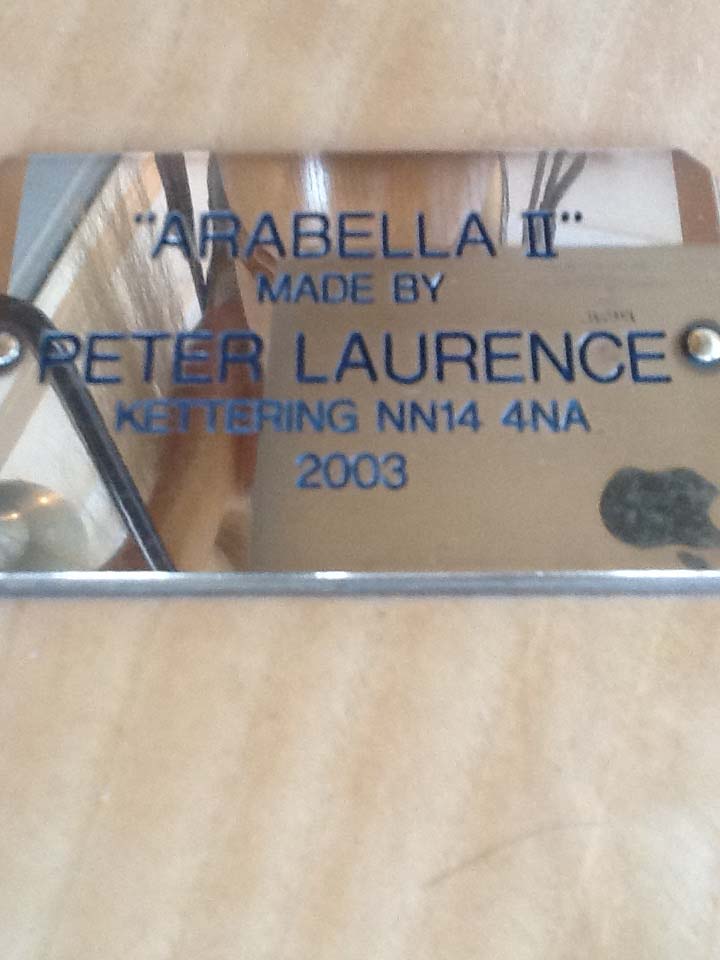 "ARABELLA II"
MADE BY
PETER LAURENCE
KETTERING NN14 4NA
2003